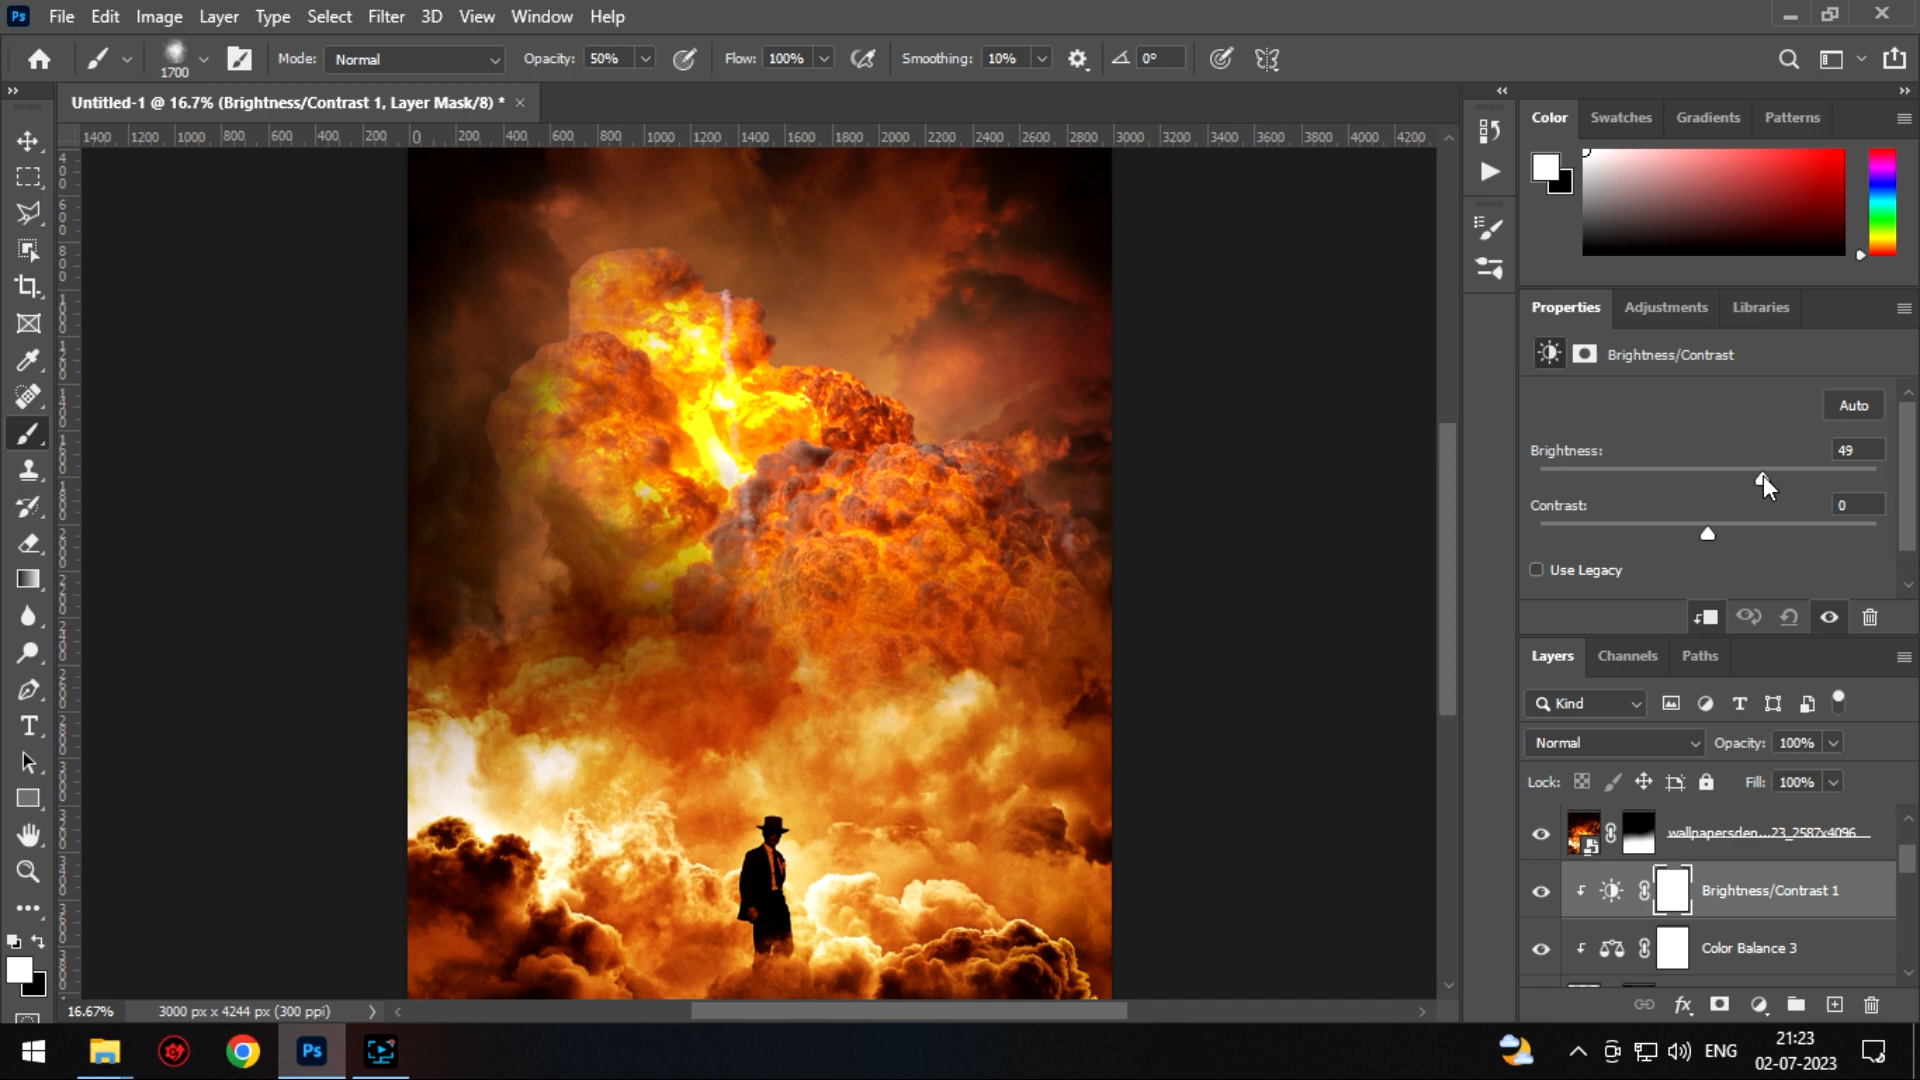 Ps File Edit Image Layer Type Select Filter 3D View Window Help
1700 Mode: Normal Opacity: 50% Flow: 100% Smoothing: 10% 0°
Untitled-1 @ 16.7% (Brightness/Contrast 1, Layer Mask/8) * ×
1400 1200 1000 800 600 400 200 0 200 400 600 800 1000 1200 1400 1600 1800 2000 2200 2400 2600 2800 3000 3200 3400 3600 3800 4000 4200
Color Swatches Gradients Patterns
Properties Adjustments Libraries
Brightness/Contrast
Auto
Brightness: 49
Contrast: 0
Use Legacy
Layers Channels Paths
Kind
Normal Opacity: 100%
Lock: Fill: 100%
wallpapersden...23_2587x4096
Brightness/Contrast 1
Color Balance 3
fx
16.67% 3000 px x 4244 px (300 ppi)
Ps ENG 21:23
02-07-2023